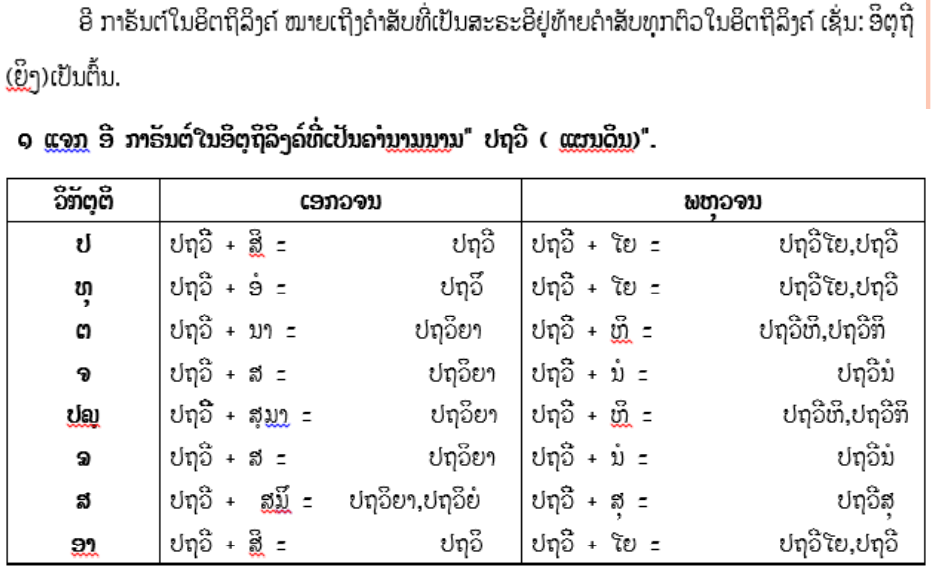 ອີ ກາຣັນຕ໌ໃນອິຕຖິລິງຄ໌ ໝາຍເຖິງຄຳສັບທີ່ເປັນສະຣະອີຢູ່ທ້າຍຄຳສັບທຸກຕົວໃນອິຕຖີລິງຄ໌ ເຊັ່ນ: ອິຕ຺ຖີ
(ຍິງ)ເປັນຕົ້ນ.
໑ ແຈກ ອີ ກາຣັນຕ໌ໃນອິຕ຺ຖິລິງຄ໌ທີ່ເປັນຄຳນາມນາມ" ປຖວີ ( ແຜນດິນ)".
ວິກັຕ຺ຕິ ເອກວຈນ ພຫຸວຈນ
ປ ປຖວີ + ສິ = ປຖວີ ປຖວີ + ໂຍ = ປຖວີໂຍ,ປຖວີ
ທຸ ປຖວີ + ອํ = ປຖວິํ ປຖວີ + ໂຍ = ປຖວີໂຍ,ປຖວີ
ຕ ປຖວີ + ນາ = ປຖວິຍາ ປຖວີ + ຫິ = ປຖວີຫິ,ປຖວີຠິ
ຈ ປຖວີ + ສ = ປຖວິຍາ ປຖວີ + ນํ = ປຖວີນํ
ປຎ຺ ປຖວີ + ສ຺ມາ = ປຖວິຍາ ປຖວີ + ຫິ = ປຖວີຫິ,ປຖວີຠິ
ຉ ປຖວີ + ສ = ປຖວິຍາ ປຖວີ + ນํ = ປຖວີນํ
ສ ປຖວີ + ສມິํ = ປຖວິຍາ,ປຖວິຍํ ປຖວີ + ສຸ = ປຖວີສຸ
ອາ ປຖວີ + ສິ = ປຖວິ ປຖວີ + ໂຍ = ປຖວີໂຍ,ປຖວີ